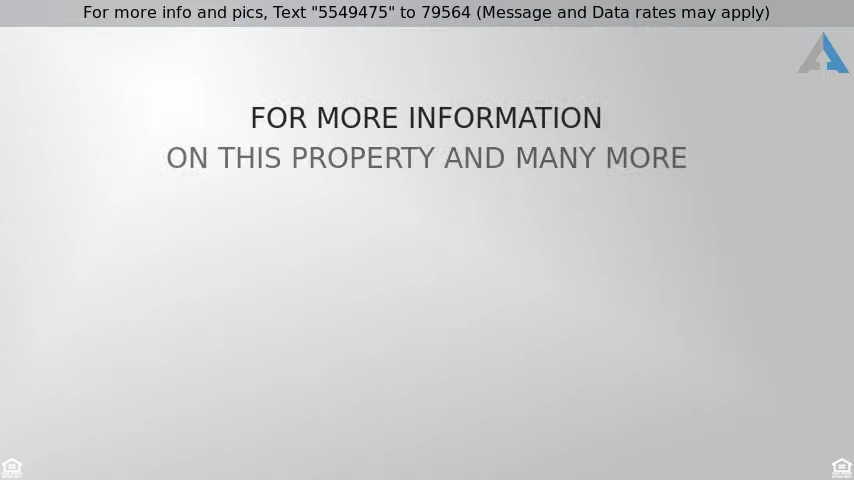 For more info and pics, Text "5549475" to 79564 (Message and Data rates may apply)
FOR MORE INFORMATION
ON THIS PROPERTY AND MANY MORE